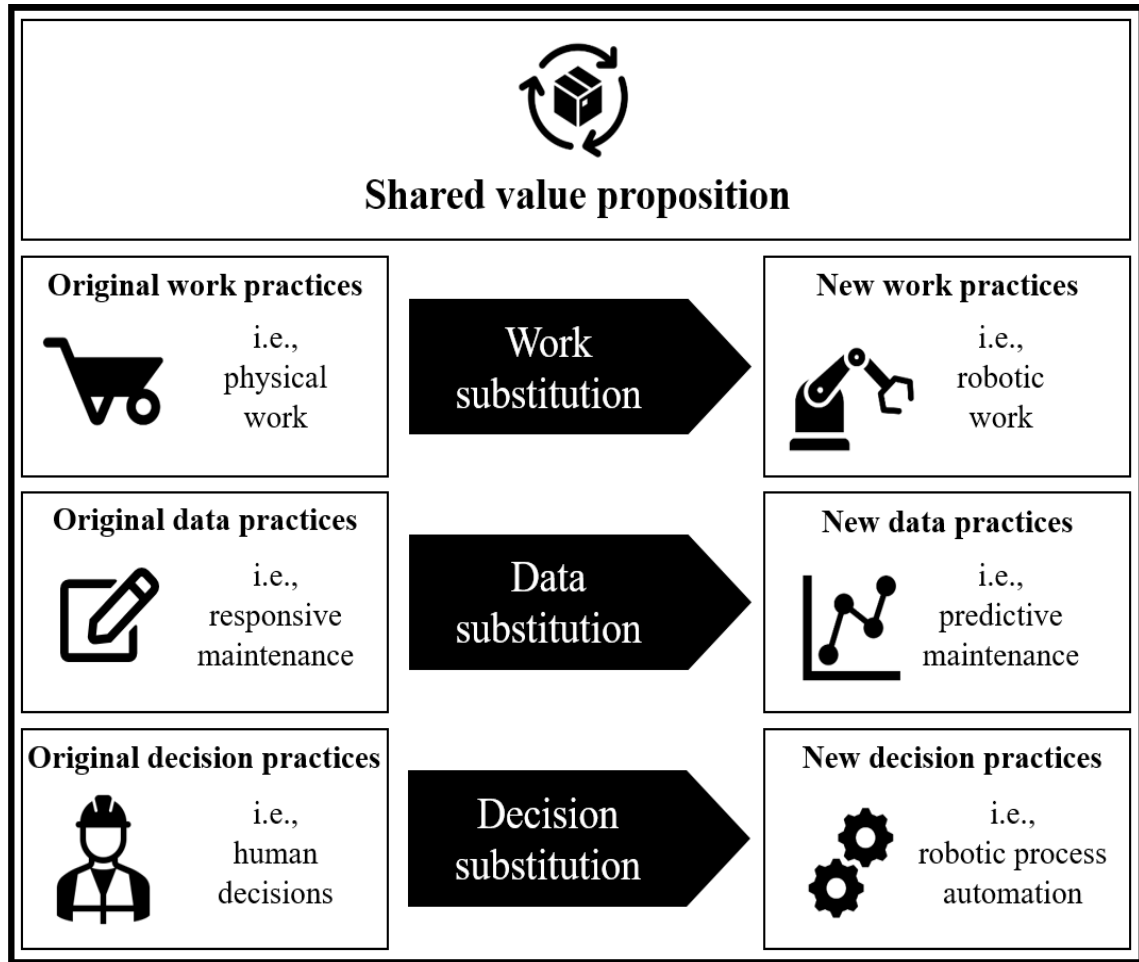 Shared value proposition
Original work practices
i.e.,
physical
work
Work
substitution
New work practices
i.e.,
robotic
work
Original data practices
i.e.,
responsive
maintenance
Data
substitution
New data practices
i.e.,
predictive
maintenance
Original decision practices
i.e.,
human
decisions
Decision
substitution
New decision practices
i.e.,
robotic process
automation